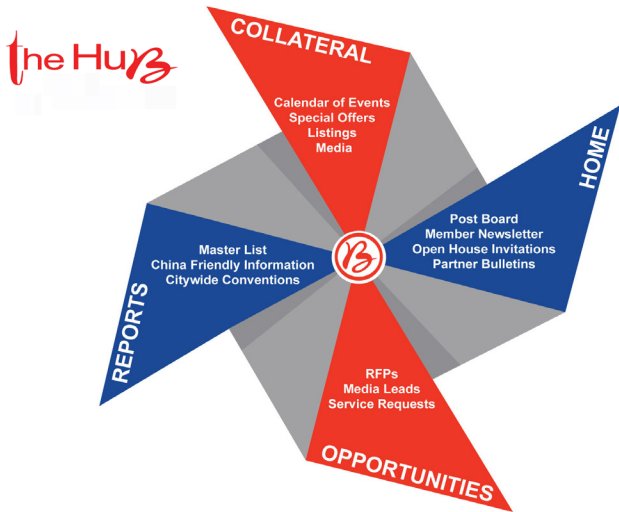 the HuB
COLLATERAL
Calendar of Events
Special Offers
Listings
Media
HOME
Post Board
Member Newsletter
Open House Invitations
Partner Bulletins
Master List
China Friendly Information
Citywide Conventions
REPORTS
B
RFPs
Media Leads
Service Requests
OPPORTUNITIES